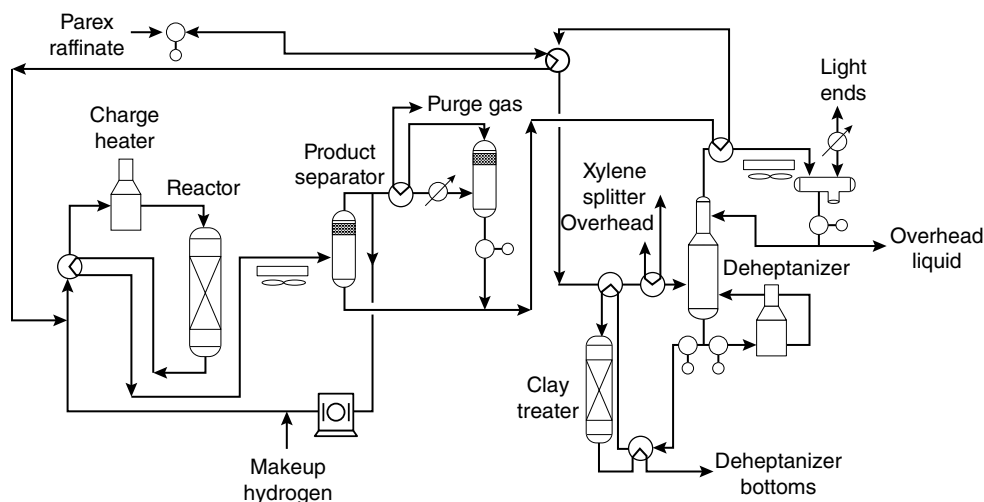 Parex
raffinate
Charge
heater
Reactor
Product
separator
Purge gas
Xylene
splitter
Overhead
Light
ends
Overhead
liquid
Deheptanizer
Clay
treater
Makeup
hydrogen
Deheptanizer
bottoms